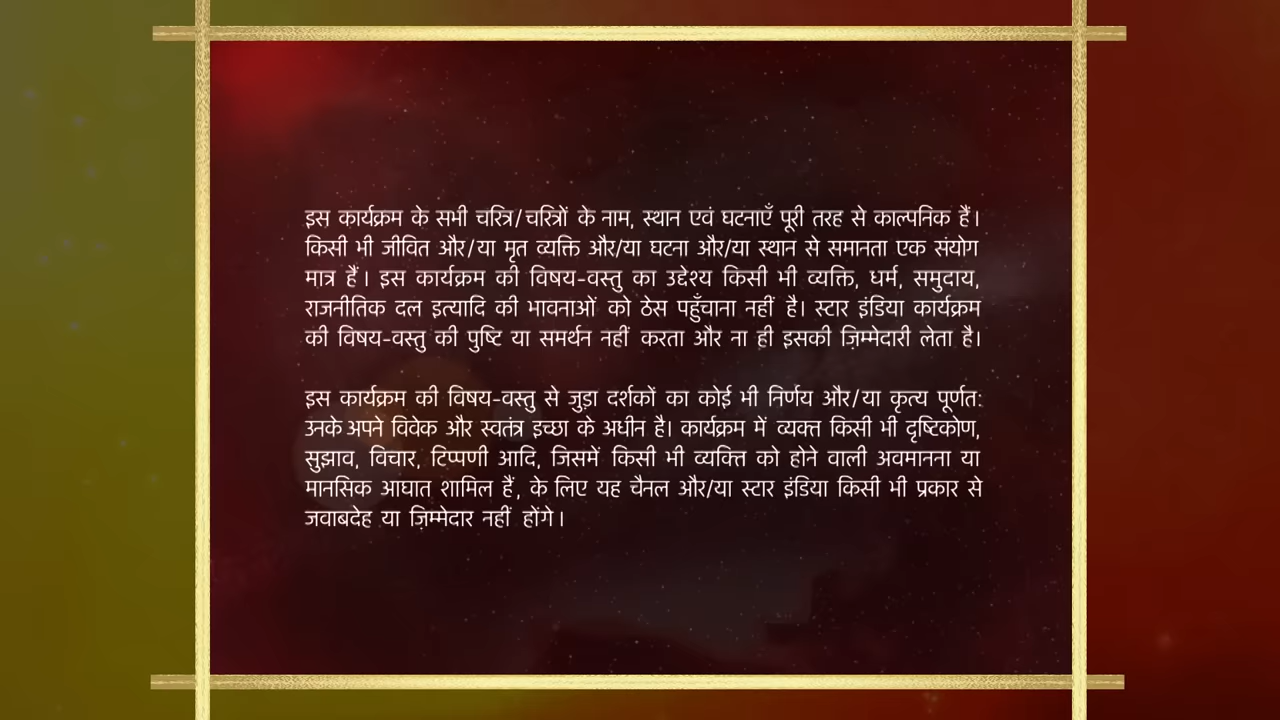 इस कार्यक्रम के सभी चरित्र/चरित्रों के नाम, स्थान एवं घटनाएँ पूरी तरह से काल्पनिक हैं।
किसी भी जीवित और/या मृत व्यक्ति और/या घटना और/या स्थान से समानता एक संयोग
मात्र हैं। इस कार्यक्रम की विषय-वस्तु का उद्देश्य किसी भी व्यक्ति, धर्म, समुदाय,
राजनीतिक दल इत्यादि की भावनाओं को ठेस पहुँचाना नहीं है। स्टार इंडिया कार्यक्रम
की विषय-वस्तु की पुष्टि या समर्थन नहीं करता और ना ही इसकी ज़िम्मेदारी लेता है।
इस कार्यक्रम की विषय-वस्तु से जुड़ा दर्शकों का कोई भी निर्णय और/या कृत्य पूर्णत:
उनके अपने विवेक और स्वतंत्र इच्छा के अधीन है। कार्यक्रम में व्यक्त किसी भी दृष्टिकोण,
सुझाव, विचार, टिप्पणी आदि, जिसमें किसी भी व्यक्ति को होने वाली अवमानना या
मानसिक आघात शामिल हैं, के लिए यह चैनल और/या स्टार इंडिया किसी भी प्रकार से
जवाबदेह या ज़िम्मेदार नहीं होंगे।